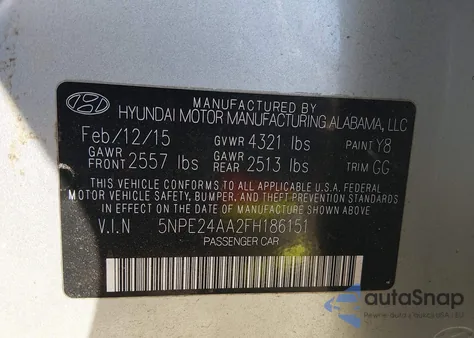 MANUFACTURED BY
HYUNDAI MOTOR MANUFACTURING ALABAMA, LLC
Feb/12/15 GVWR 4321 lbs PAINT Y8
GAWR FRONT 2557 lbs GAWR REAR 2513 lbs TRIM GG
THIS VEHICLE CONFORMS TO ALL APPLICABLE U.S.A. FEDERAL
MOTOR VEHICLE SAFETY, BUMPER, AND THEFT PREVENTION STANDARDS
IN EFFECT ON THE DATE OF MANUFACTURE SHOWN ABOVE.
V.I.N 5NPE24AA2FH186151
PASSENGER CAR
autaSnap